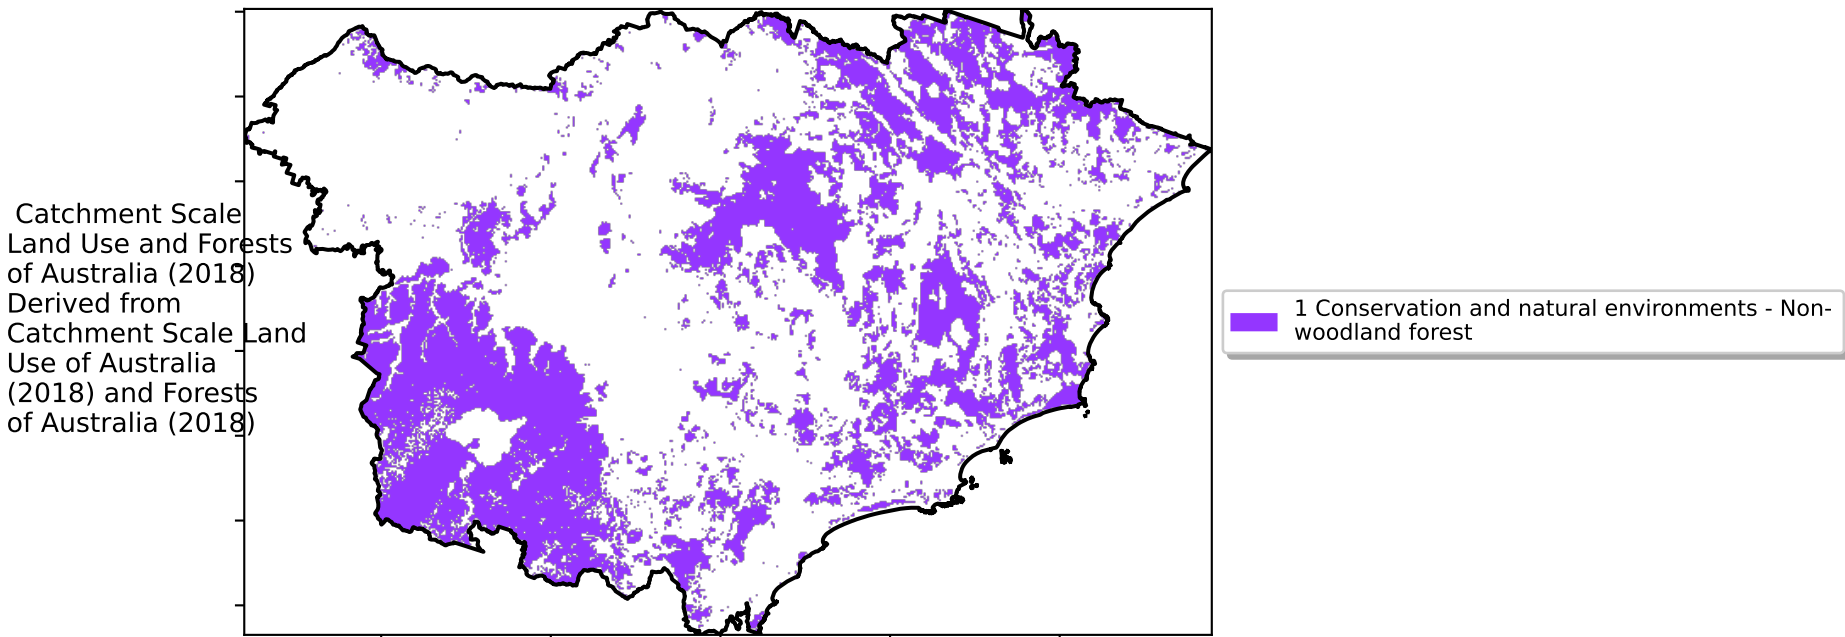 Catchment Scale
Land Use and Forests
of Australia (2018)
Derived from
Catchment Scale Land
Use of Australia
(2018) and Forests
of Australia (2018)
1 Conservation and natural environments - Non-
woodland forest